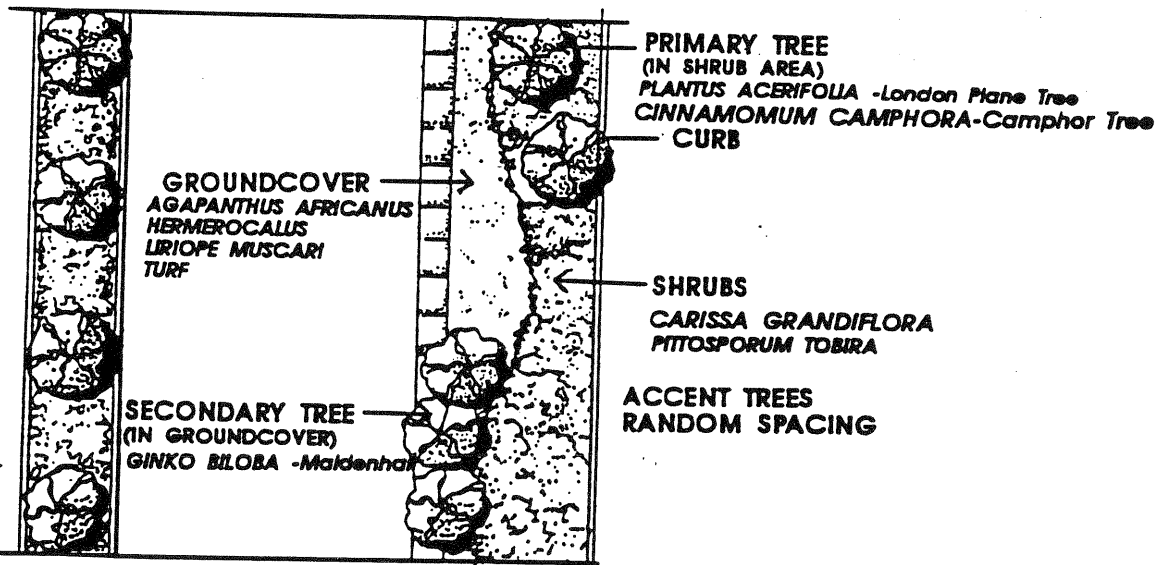 PRIMARY TREE
(IN SHRUB AREA)
PLANTUS ACERIFOLIA -London Plane Tree
CINNAMOMUM CAMPHORA-Camphor Tree
CURB
GROUNDCOVER
AGAPANTHUS AFRICANUS
HERMEROCALUS
LIRIOPE MUSCARI
TURF
SHRUBS
CARISSA GRANDIFLORA
PITTOSPORUM TOBIRA
SECONDARY TREE
(IN GROUNDCOVER)
GINKO BILOBA -Maidenhair
ACCENT TREES
RANDOM SPACING